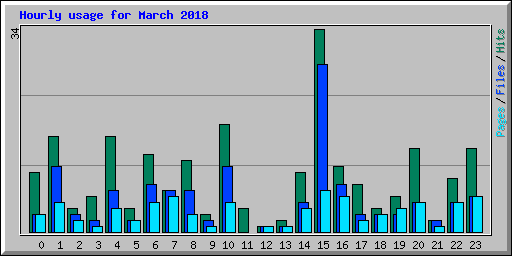 Hourly usage for March 2018
34
Pages/Files/Hits
0 1 2 3 4 5 6 7 8 9 10 11 12 13 14 15 16 17 18 19 20 21 22 23